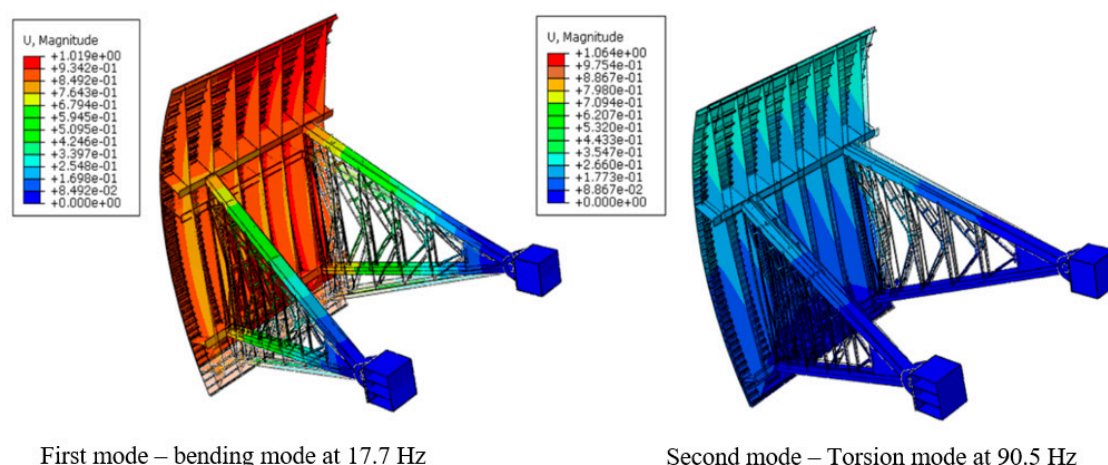 U, Magnitude
+1.019e+00
+9.342e-01
+8.492e-01
+7.643e-01
+6.794e-01
+5.945e-01
+5.095e-01
+4.246e-01
+3.397e-01
+2.548e-01
+1.698e-01
+8.492e-02
+0.000e+00
U, Magnitude
+1.064e+00
+9.754e-01
+8.867e-01
+7.980e-01
+7.094e-01
+6.207e-01
+5.320e-01
+4.433e-01
+3.547e-01
+2.660e-01
+1.773e-01
+8.867e-02
+0.000e+00
First mode – bending mode at 17.7 Hz
Second mode – Torsion mode at 90.5 Hz